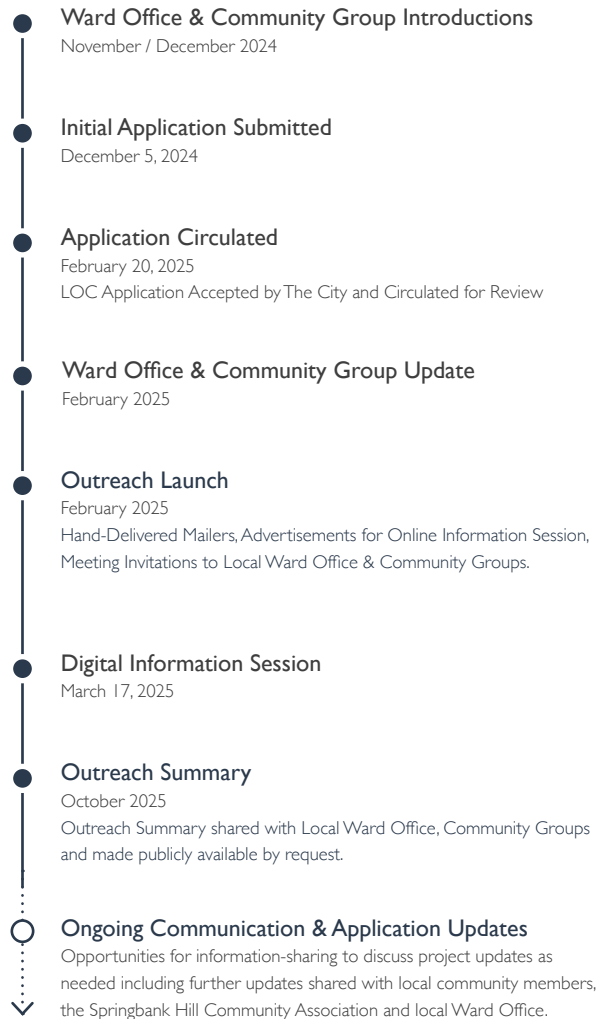 Ward Office & Community Group Introductions
November / December 2024
Initial Application Submitted
December 5, 2024
Application Circulated
February 20, 2025
LOC Application Accepted by The City and Circulated for Review
Ward Office & Community Group Update
February 2025
Outreach Launch
February 2025
Hand-Delivered Mailers, Advertisements for Online Information Session,
Meeting Invitations to Local Ward Office & Community Groups.
Digital Information Session
March 17, 2025
Outreach Summary
October 2025
Outreach Summary shared with Local Ward Office, Community Groups
and made publicly available by request.
Ongoing Communication & Application Updates
Opportunities for information-sharing to discuss project updates as
needed including further updates shared with local community members,
the Springbank Hill Community Association and local Ward Office.